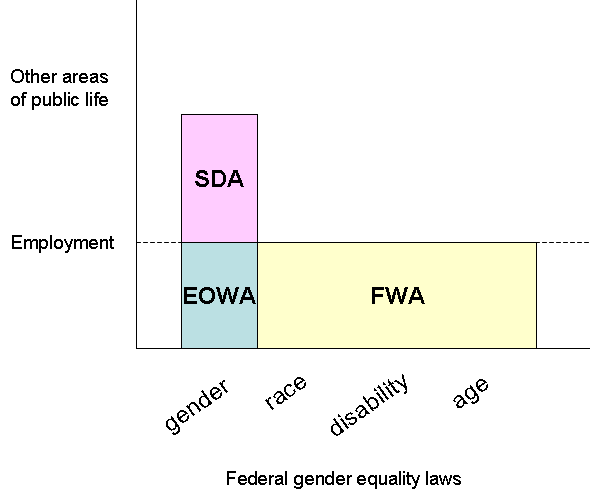 Other areas
of public life
SDA
Employment
EOWA
FWA
gender
race
disability
age
Federal gender equality laws